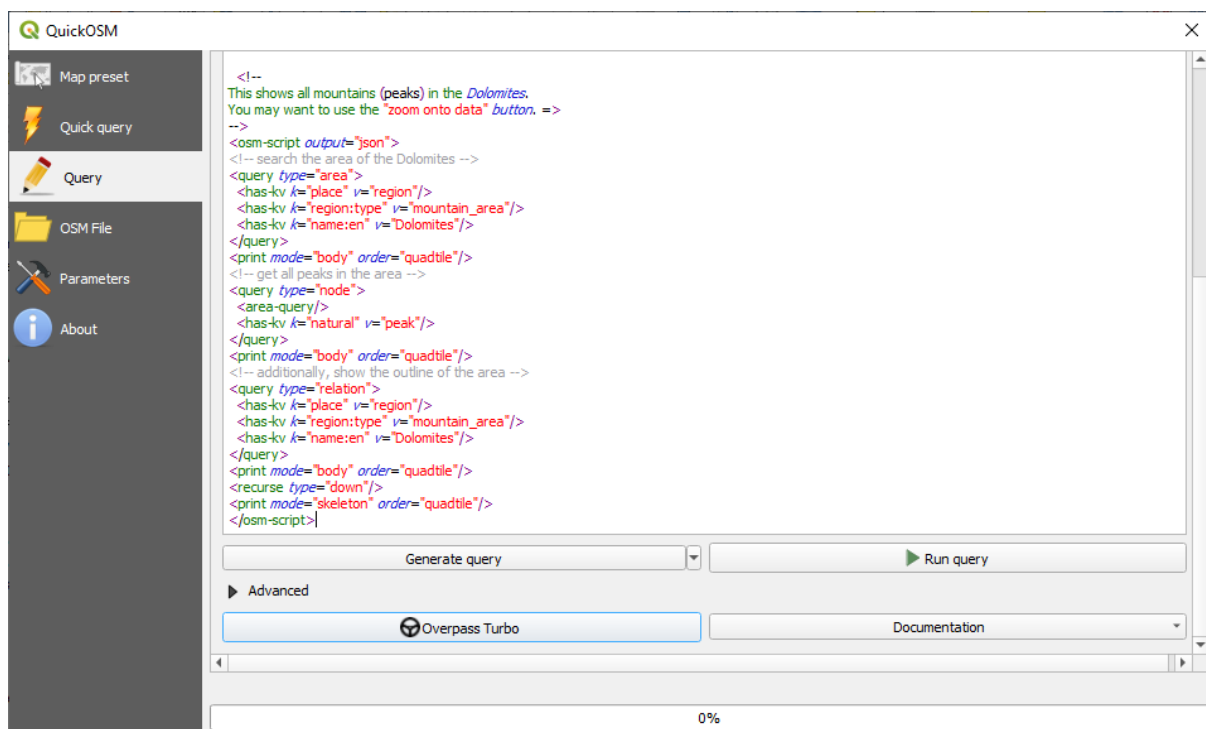 QuickOSM
Map preset
Quick query
Query
OSM File
Parameters
About
<!--
This shows all mountains (peaks) in the Dolomites.
You may want to use the "zoom onto data" button. =>
-->
<osm-script output="json">
<!-- search the area of the Dolomites -->
<query type="area">
<has-kv k="place" v="region"/>
<has-kv k="region:type" v="mountain_area"/>
<has-kv k="name:en" v="Dolomites"/>
</query>
<print mode="body" order="quadtile"/>
<!-- get all peaks in the area -->
<query type="node">
<area-query/>
<has-kv k="natural" v="peak"/>
</query>
<print mode="body" order="quadtile"/>
<!-- additionally, show the outline of the area -->
<query type="relation">
<has-kv k="place" v="region"/>
<has-kv k="region:type" v="mountain_area"/>
<has-kv k="name:en" v="Dolomites"/>
</query>
<print mode="body" order="quadtile"/>
<recurse type="down"/>
<print mode="skeleton" order="quadtile"/>
</osm-script>
Generate query
Run query
Advanced
Overpass Turbo
Documentation
0%